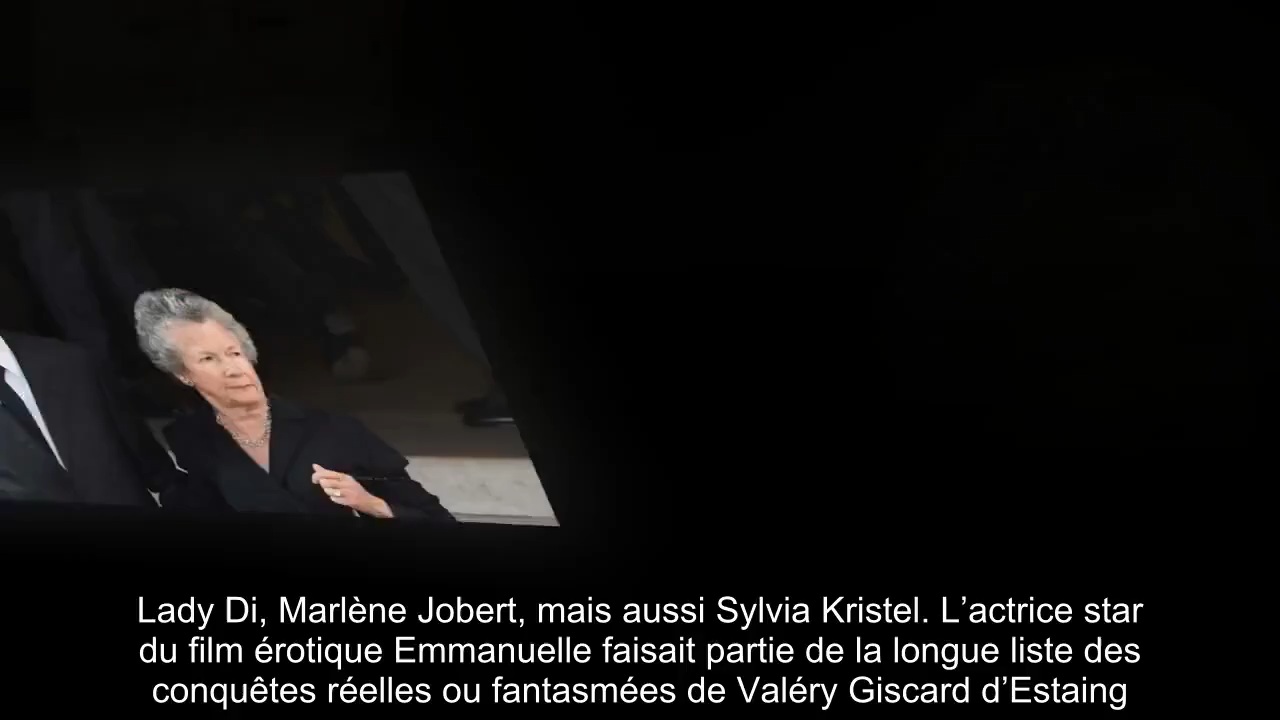 Lady Di, Marlène Jobert, mais aussi Sylvia Kristel. L’actrice star
du film érotique Emmanuelle faisait partie de la longue liste des
conquêtes réelles ou fantasmées de Valéry Giscard d’Estaing